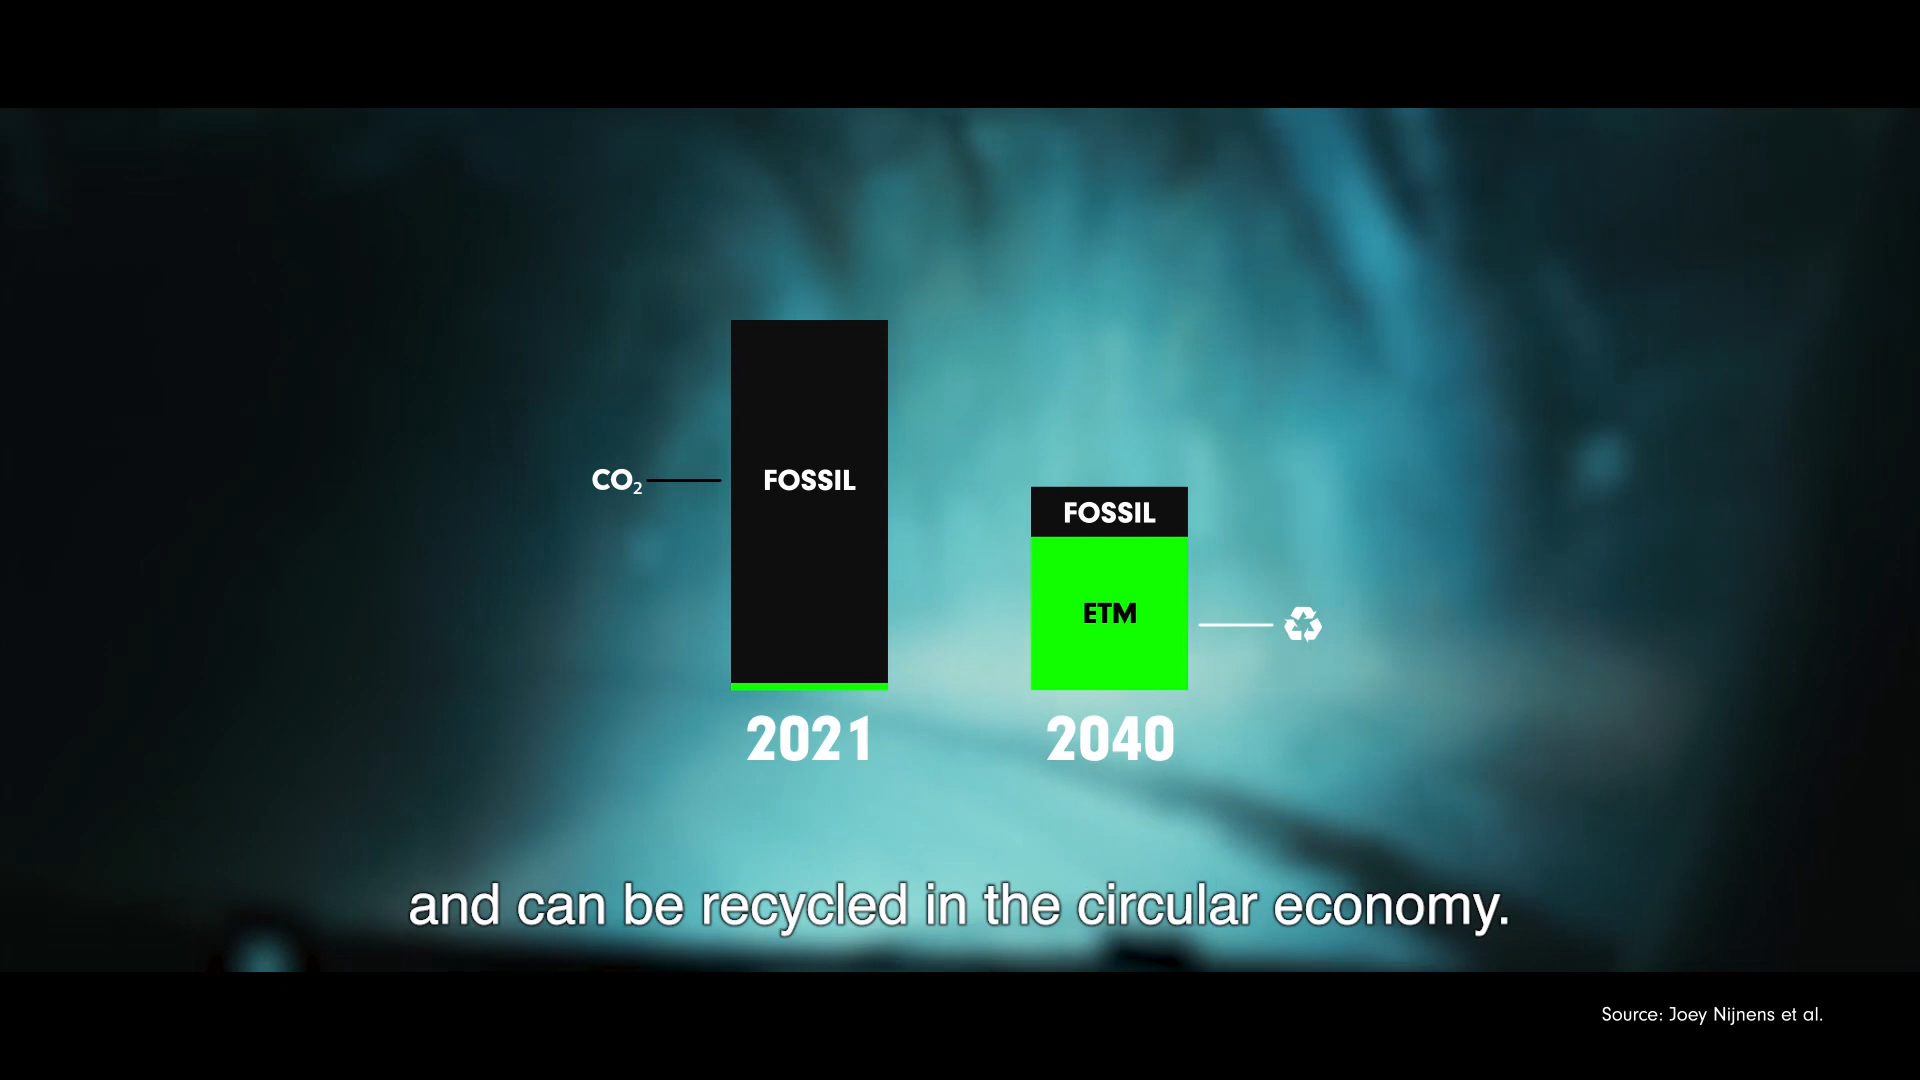 CO₂
FOSSIL
FOSSIL
ETM
2021
2040
and can be recycled in the circular economy.
Source: Joey Nijnens et al.